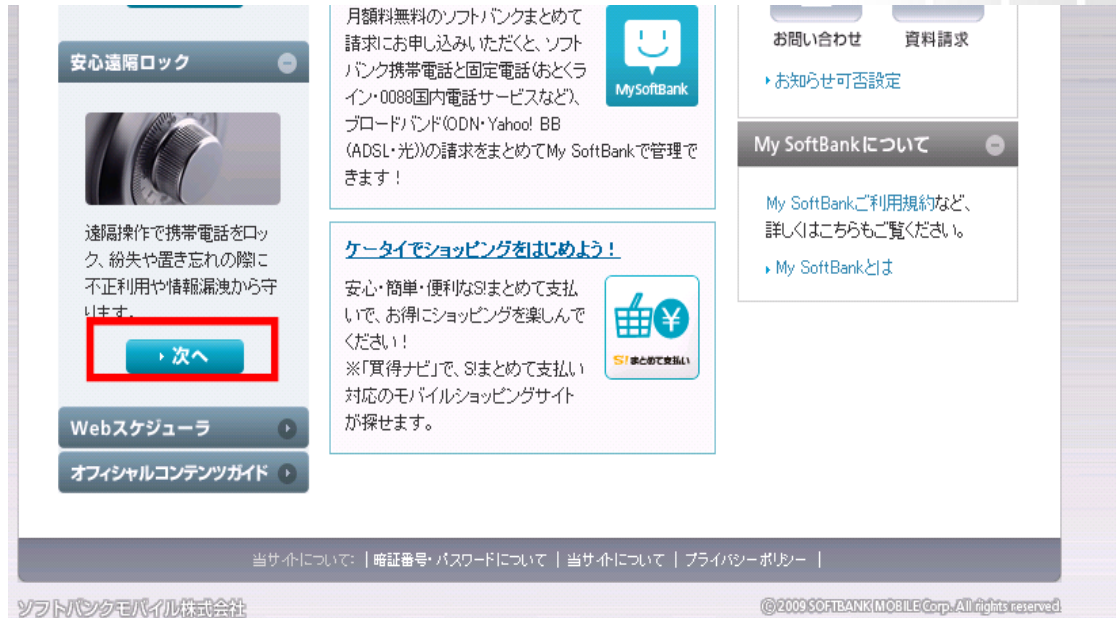 安心遠隔ロック
遠隔操作で携帯電話をロッ
ク、紛失や置き忘れの際に
不正利用や情報漏洩から守
ります。
次へ
Webスケジューラ
オフィシャルコンテンツガイド
月額料無料のソフトバンクまとめて
請求にお申し込みいただくと、ソフト
バンク携帯電話と固定電話(おとくラ
イン・0088国内電話サービスなど)、
ブロードバンド(ODN・Yahoo! BB
(ADSL・光))の請求をまとめてMy SoftBankで管理で
きます！
MySoftBank
ケータイでショッピングをはじめよう！
安心・簡単・便利なS!まとめて支払
いで、お得にショッピングを楽しんで
ください！
※「買得ナビ」で、S!まとめて支払い
対応のモバイルショッピングサイト
が探せます。
S! まとめて支払い
お問い合わせ
資料請求
お知らせ可否設定
My SoftBankについて
My SoftBankご利用規約など、
詳しくはこちらもご覧ください。
My SoftBankとは
当サイトについて: | 暗証番号・パスワードについて | 当サイトについて | プライバシーポリシー |
ソフトバンクモバイル株式会社
©2009 SOFTBANK MOBILE Corp. All rights reserved.